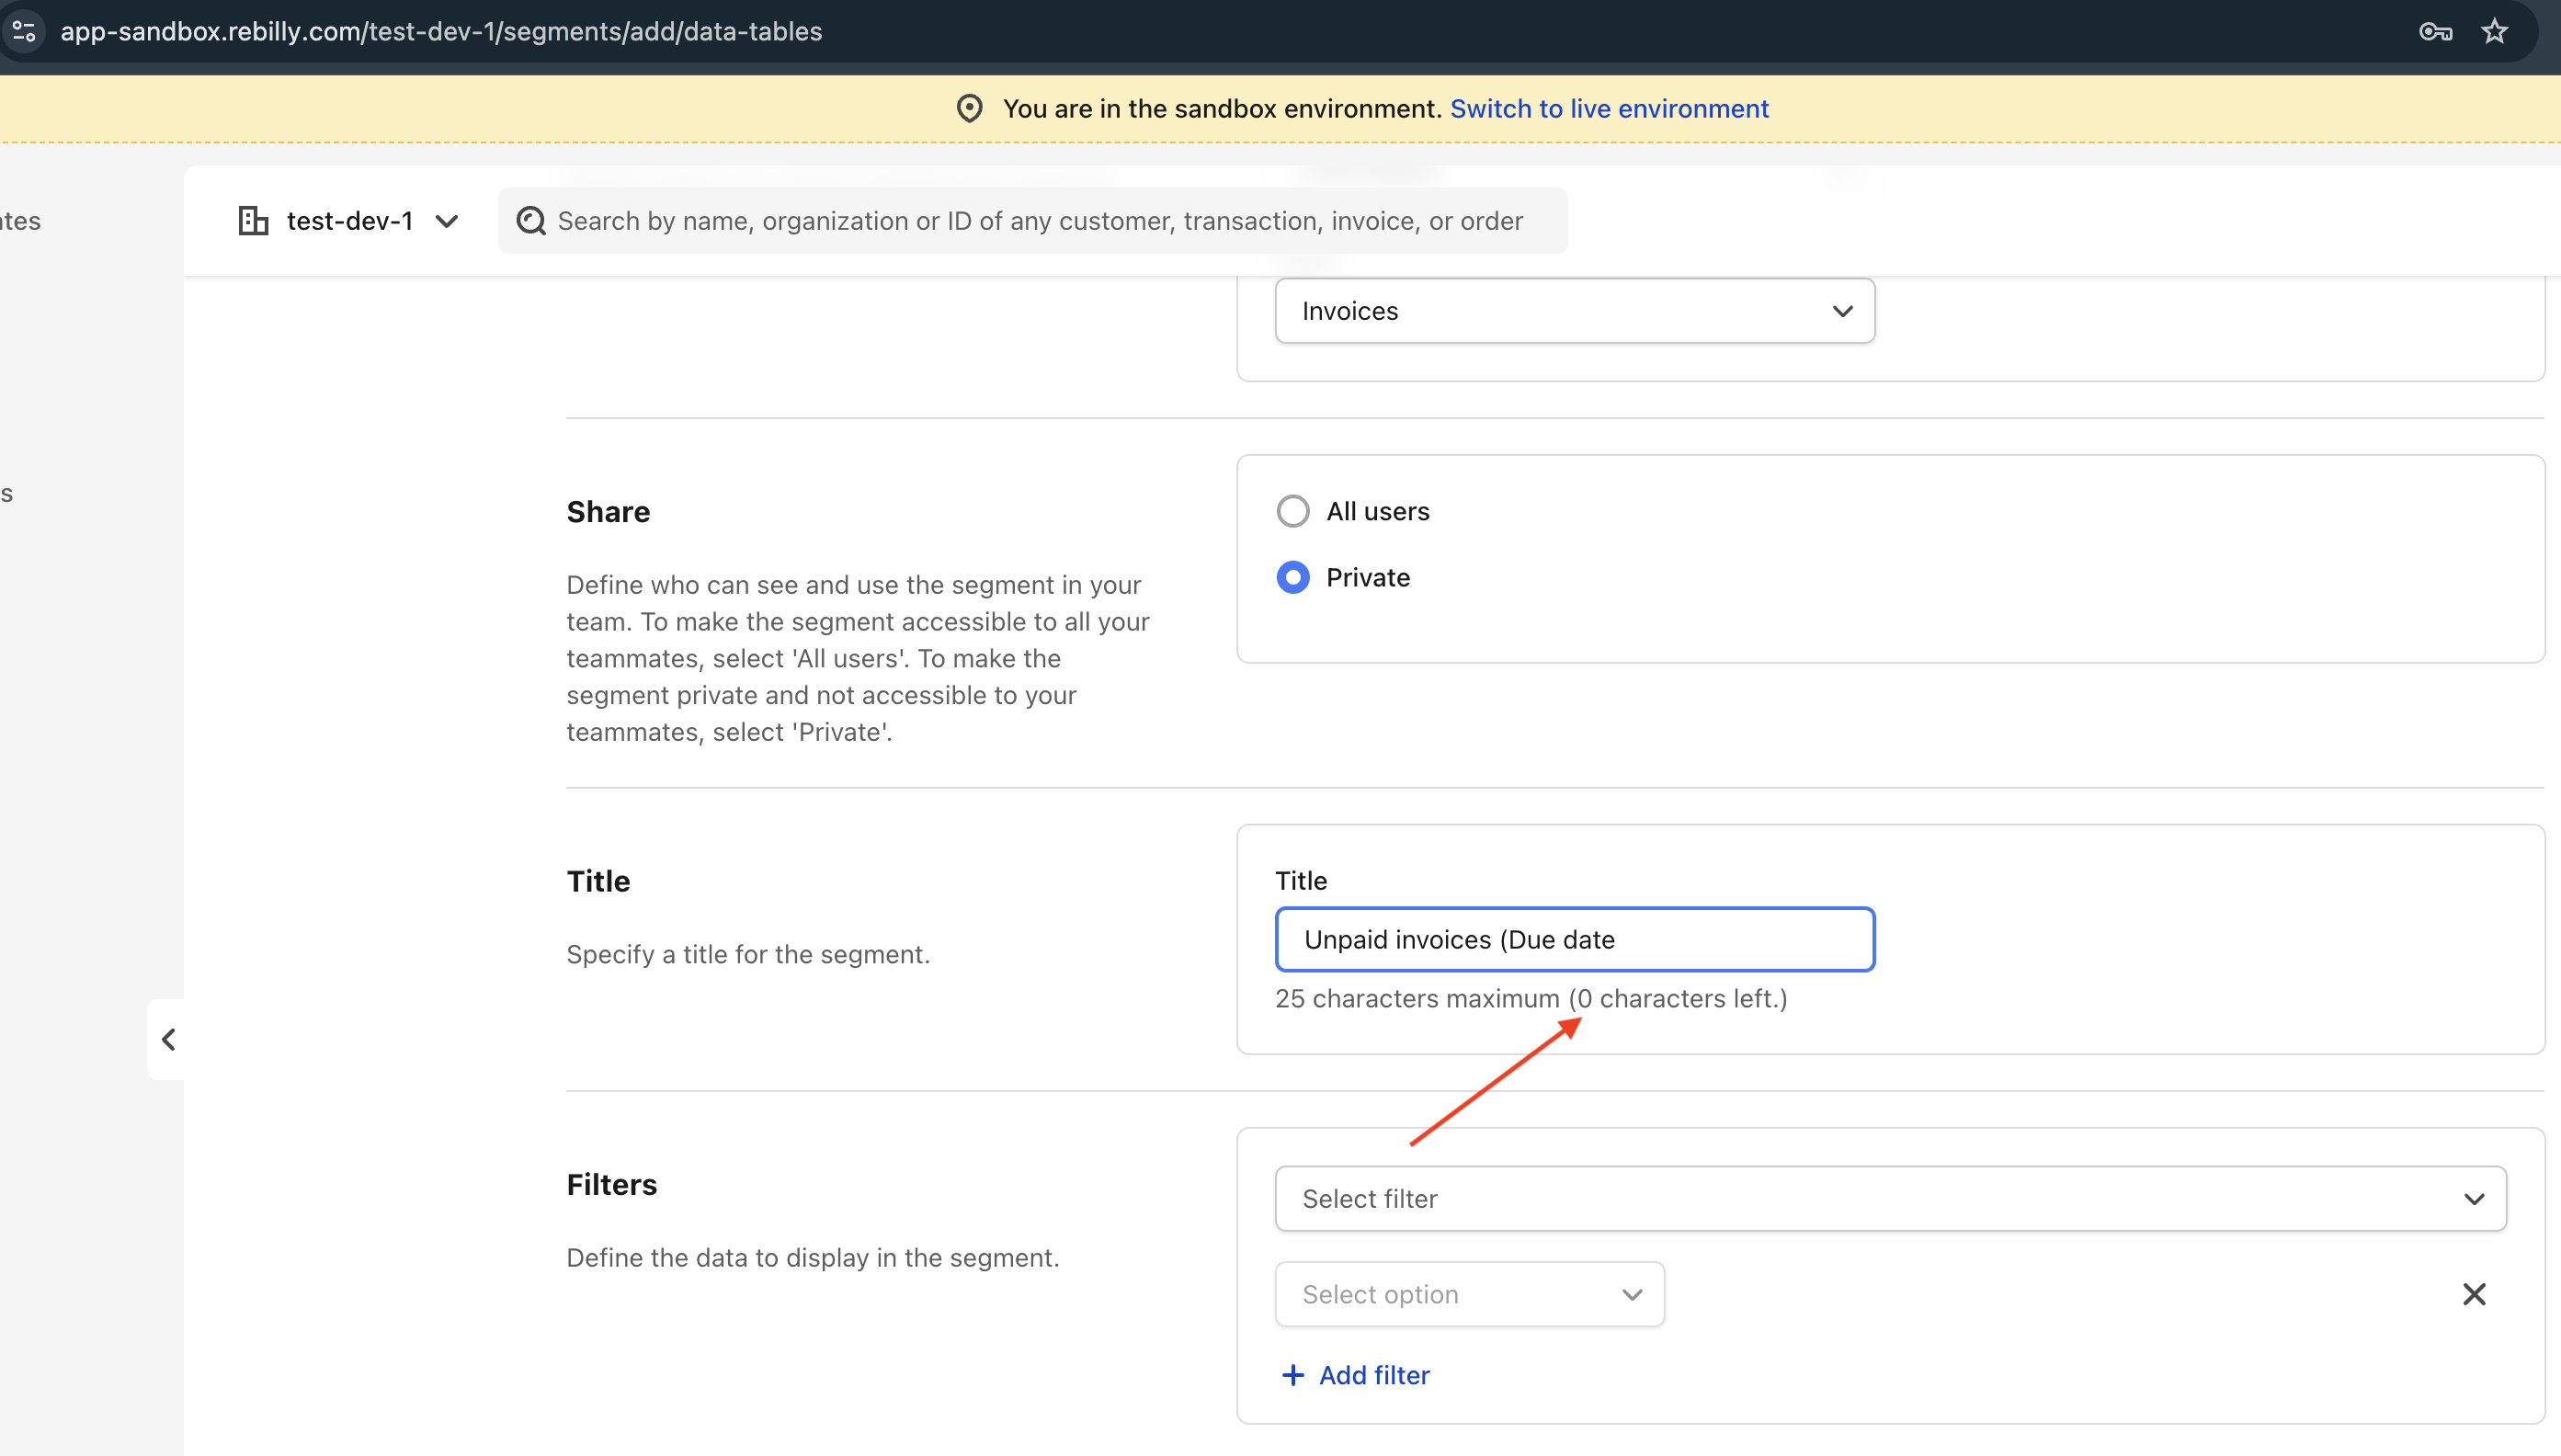 app-sandbox.rebilly.com/test-dev-1/segments/add/data-tables
You are in the sandbox environment. Switch to live environment
test-dev-1
Search by name, organization or ID of any customer, transaction, invoice, or order
Invoices
Share
Define who can see and use the segment in your
team. To make the segment accessible to all your
teammates, select 'All users'. To make the
segment private and not accessible to your
teammates, select 'Private'.
All users
Private
Title
Specify a title for the segment.
Title
Unpaid invoices (Due date
25 characters maximum (0 characters left.)
Filters
Define the data to display in the segment.
Select filter
Select option
Add filter